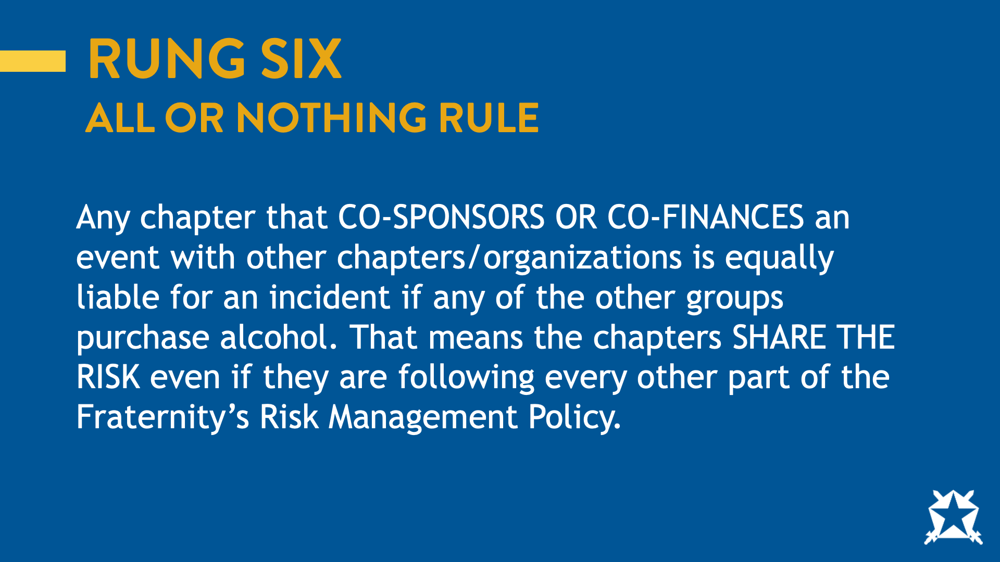 RUNG SIX
ALL OR NOTHING RULE
Any chapter that CO-SPONSORS OR CO-FINANCES an
event with other chapters/organizations is equally
liable for an incident if any of the other groups
purchase alcohol. That means the chapters SHARE THE
RISK even if they are following every other part of the
Fraternity’s Risk Management Policy.